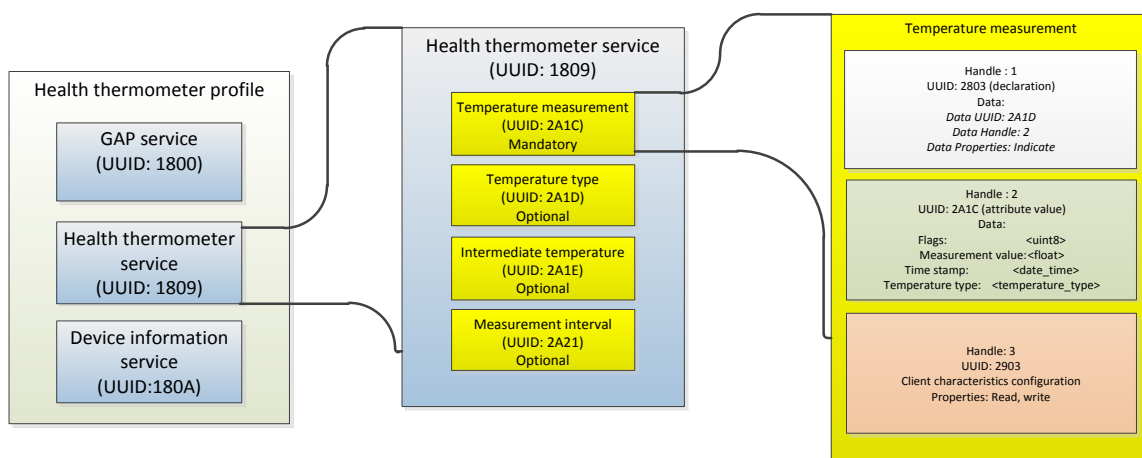 Health thermometer profile
GAP service
(UUID: 1800)
Health thermometer
service
(UUID: 1809)
Device information
service
(UUID:180A)
Health thermometer service
(UUID: 1809)
Temperature measurement
(UUID: 2A1C)
Mandatory
Temperature type
(UUID: 2A1D)
Optional
Intermediate temperature
(UUID: 2A1E)
Optional
Measurement interval
(UUID: 2A21)
Optional
Temperature measurement
Handle : 1
UUID: 2803 (declaration)
Data:
Data UUID: 2A1D
Data Handle: 2
Data Properties: Indicate
Handle : 2
UUID: 2A1C (attribute value)
Data:
Flags: <uint8>
Measurement value:<float>
Time stamp: <date_time>
Temperature type: <temperature_type>
Handle: 3
UUID: 2903
Client characteristics configuration
Properties: Read, write